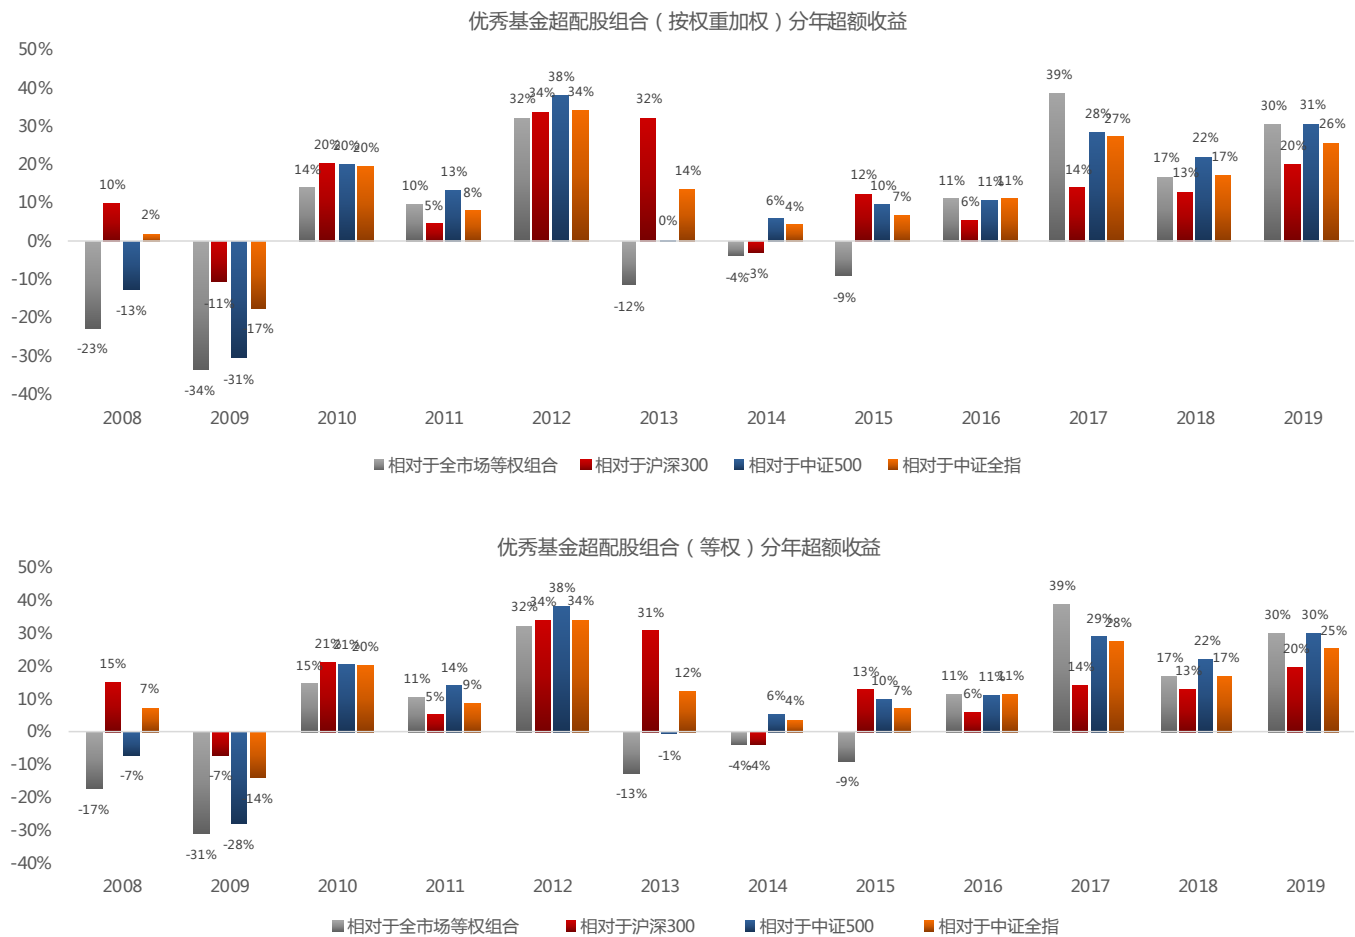 优秀基金超配股组合（按权重加权）分年超额收益
50%
40%
30%
20%
10%
0%
-10%
-20%
-30%
-40%
-23% 10% -13% 2%
-34% -11% -31% -17%
14% 20% 20% 20%
10% 5% 13% 8%
32% 34% 38% 34%
-12% 32% 0% 14%
-4% -3% 6% 4%
-9% 12% 10% 7%
11% 6% 11% 11%
39% 14% 28% 27%
17% 13% 22% 17%
30% 20% 31% 26%
2008 2009 2010 2011 2012 2013 2014 2015 2016 2017 2018 2019
相对于全市场等权组合 相对于沪深300 相对于中证500 相对于中证全指
优秀基金超配股组合（等权）分年超额收益
50%
40%
30%
20%
10%
0%
-10%
-20%
-30%
-40%
-17% 15% -7% 7%
-31% -7% -28% -14%
15% 21% 21% 20%
11% 5% 14% 9%
32% 34% 38% 34%
-13% 31% -1% 12%
-4% -4% 6% 4%
-9% 13% 10% 7%
11% 6% 11% 11%
39% 14% 29% 28%
17% 13% 22% 17%
30% 20% 30% 25%
2008 2009 2010 2011 2012 2013 2014 2015 2016 2017 2018 2019
相对于全市场等权组合 相对于沪深300 相对于中证500 相对于中证全指